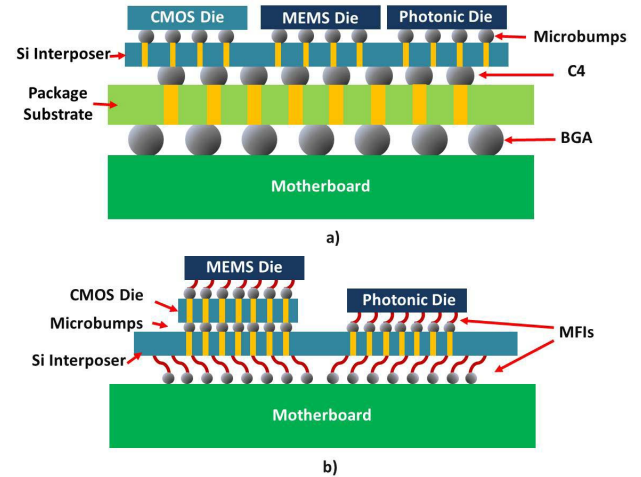 CMOS Die
MEMS Die
Photonic Die
Microbumps
Si Interposer
C4
Package
Substrate
BGA
Motherboard
a)
MEMS Die
CMOS Die
Photonic Die
Microbumps
MFIs
Si Interposer
Motherboard
b)